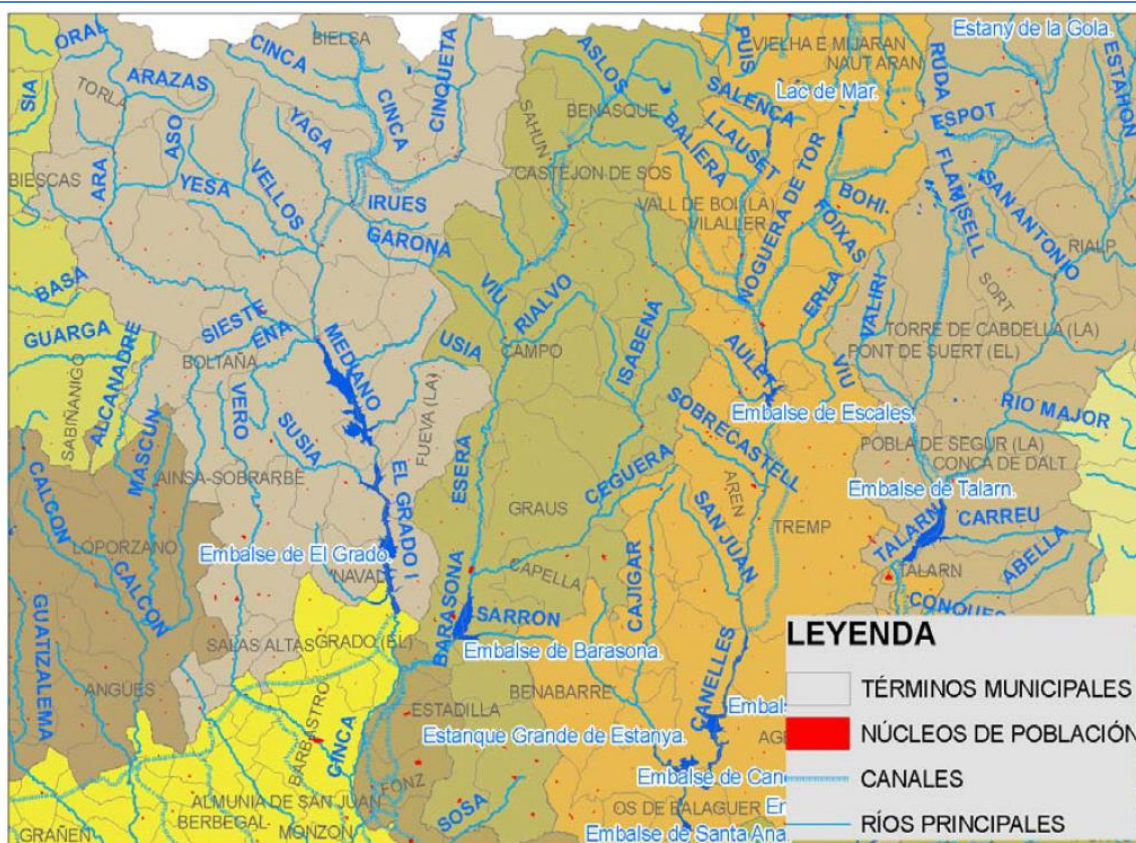 ORAL
CINCA
BIELSA
CINQUETA
ASLOS
PUIS
VIELHA E MIJARAN
NAUT ARAN
RUDA
Estany de la Gola.
ESTAHON
SIA
TORLA
ARAZAS
ASO
YAGA
CINCA
SAHUN
BENASQUE
SALENCA
Lac de Mar.
ESPOT
BIESCAS
ARA
YESA
VELLOS
IRUES
GARONA
CASTEJON DE SOS
BALIERA
LLAUSET
VALL DE BOI (LA)
VILALLER
NOGUERA DE TOR
BOHI
FOIXAS
FLAMISELL
SAN ANTONIO
RIALP
BASA
GUARGA
SABIÑANIGO
ALCANADRE
SIESTE
ENA
BOLTAÑA
MEDIANO
VIU
RIALVO
USIA
CAMPO
ISABENA
ERLA
VALIRI
SORT
TORRE DE CABDELLA (LA)
PONT DE SUERT (EL)
AULET
VIU
Embalse de Escales.
RIO MAJOR
MASCUN
VERO
SUSÍA
FUEVA (LA)
AINSA-SOBRARBE
CALCON
EL GRADO I
ESERA
CEGUERA
GRAUS
SOBRECASTELL
AREN
SAN JUAN
TREMP
POBLA DE SEGUR (LA)
CONCA DE DALT
Embalse de Talarn.
TALARN
CARREU
ABELLA
TALARN
CONQUES
LOPORZANO
CALCON
GUATIZALEMA
Embalse de El Grado
NAVAL
CAPELLA
BARASONA
SARRON
CAJIGAR
CANELLES
SALAS ALTAS
GRADO (EL)
Embalse de Barasona.
ANGÜES
BARBASTRO
CINCA
ESTADILLA
BENABARRE
Estanque Grande de Estanya.
FONZ
SOSA
ALMUNIA DE SAN JUAN
BERBEGAL
MONZON
GRAÑEN
OS DE BALAGUER
Embalse de Santa Ana
LEYENDA
TÉRMINOS MUNICIPALES
NÚCLEOS DE POBLACIÓN
CANALES
RÍOS PRINCIPALES